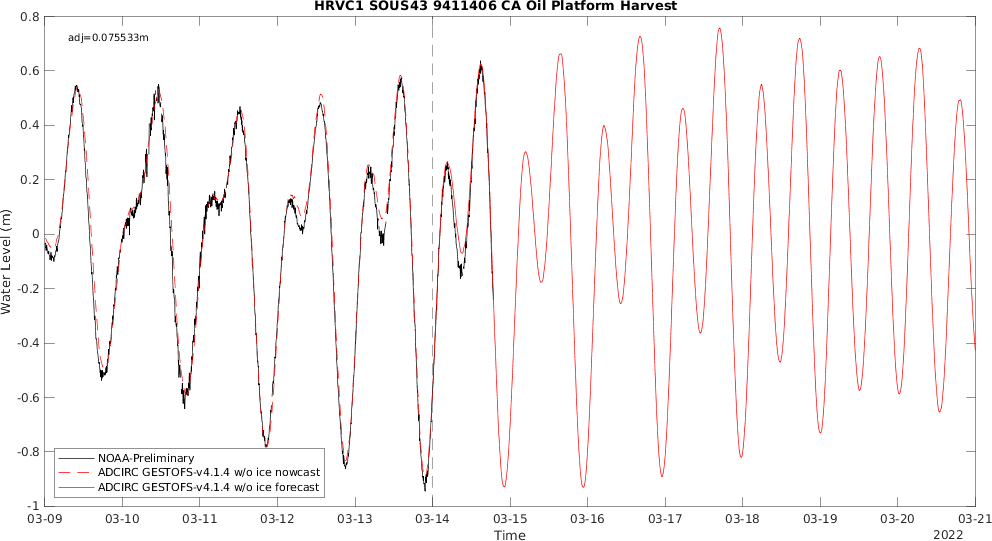 HRVC1 SOUS43 9411406 CA Oil Platform Harvest
adj=0.075533m
Water Level (m)
0.8
0.6
0.4
0.2
0
-0.2
-0.4
-0.6
-0.8
-1
NOAA-Preliminary
ADCIRC GESTOFS-v4.1.4 w/o ice nowcast
ADCIRC GESTOFS-v4.1.4 w/o ice forecast
03-09 03-10 03-11 03-12 03-13 03-14 03-15 03-16 03-17 03-18 03-19 03-20 03-21
Time
2022